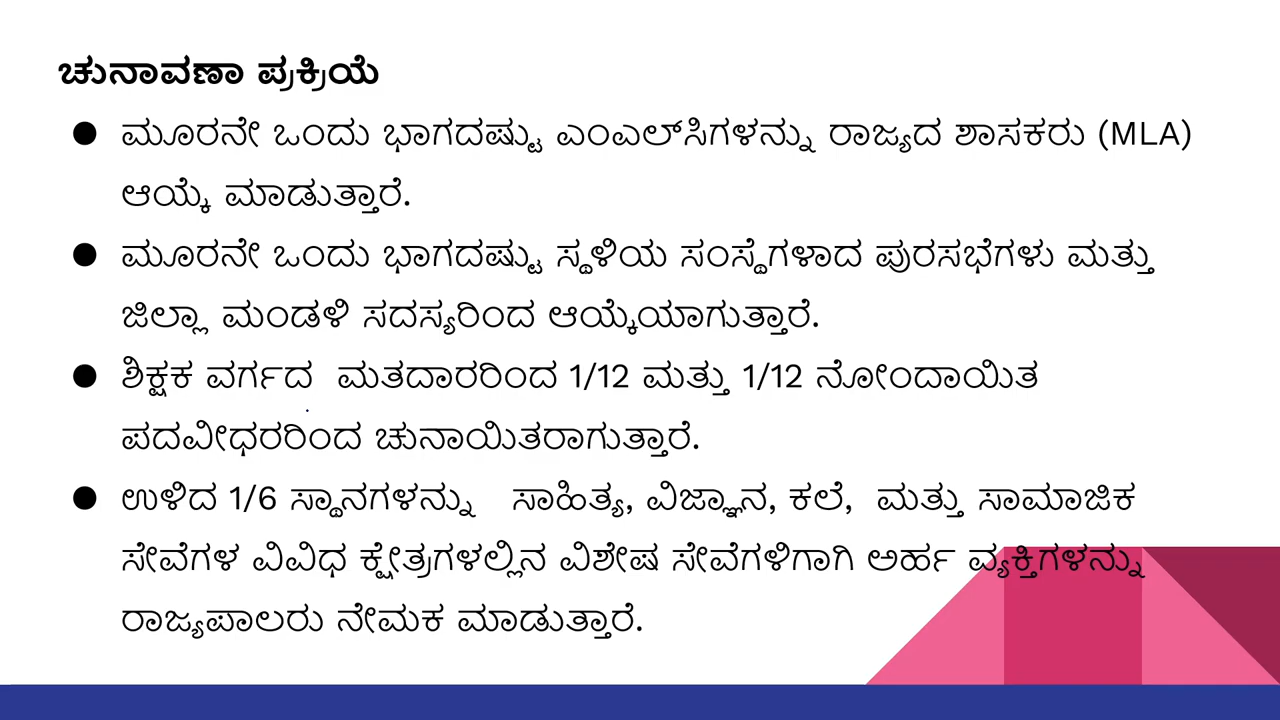 ಚುನಾವಣಾ ಪ್ರಕ್ರಿಯೆ
● ಮೂರನೇ ಒಂದು ಭಾಗದಷ್ಟು ಎಂಎಲ್‌ಸಿಗಳನ್ನು ರಾಜ್ಯದ ಶಾಸಕರು (MLA)
ಆಯ್ಕೆ ಮಾಡುತ್ತಾರೆ.
● ಮೂರನೇ ಒಂದು ಭಾಗದಷ್ಟು ಸ್ಥಳಿಯ ಸಂಸ್ಥೆಗಳಾದ ಪುರಸಭೆಗಳು ಮತ್ತು
ಜಿಲ್ಲಾ ಮಂಡಳಿ ಸದಸ್ಯರಿಂದ ಆಯ್ಕೆಯಾಗುತ್ತಾರೆ.
● ಶಿಕ್ಷಕ ವರ್ಗದ ಮತದಾರರಿಂದ 1/12 ಮತ್ತು 1/12 ನೋಂದಾಯಿತ
ಪದವೀಧರರಿಂದ ಚುನಾಯಿತರಾಗುತ್ತಾರೆ.
● ಉಳಿದ 1/6 ಸ್ಥಾನಗಳನ್ನು ಸಾಹಿತ್ಯ, ವಿಜ್ಞಾನ, ಕಲೆ, ಮತ್ತು ಸಾಮಾಜಿಕ
ಸೇವೆಗಳ ವಿವಿಧ ಕ್ಷೇತ್ರಗಳಲ್ಲಿನ ವಿಶೇಷ ಸೇವೆಗಳಿಗಾಗಿ ಅರ್ಹ ವ್ಯಕ್ತಿಗಳನ್ನು
ರಾಜ್ಯಪಾಲರು ನೇಮಕ ಮಾಡುತ್ತಾರೆ.